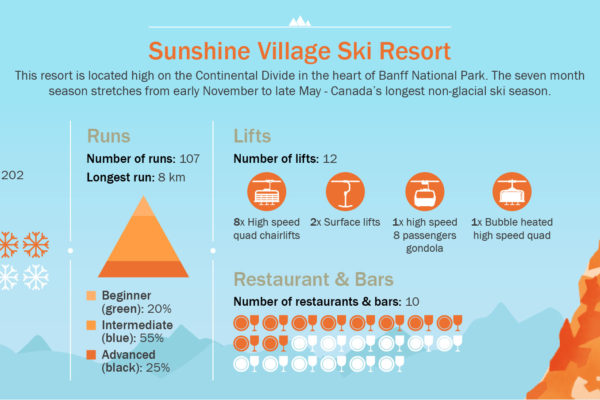 Sunshine Village Ski Resort
This resort is located high on the Continental Divide in the heart of Banff National Park. The seven month
season stretches from early November to late May - Canada's longest non-glacial ski season.
202
Runs
Number of runs: 107
Longest run: 8 km
Beginner
(green): 20%
Intermediate
(blue): 55%
Advanced
(black): 25%
Lifts
Number of lifts: 12
8x High speed
quad chairlifts
2x Surface lifts
1x high speed
8 passengers
gondola
1x Bubble heated
high speed quad
Restaurant & Bars
Number of restaurants & bars: 10